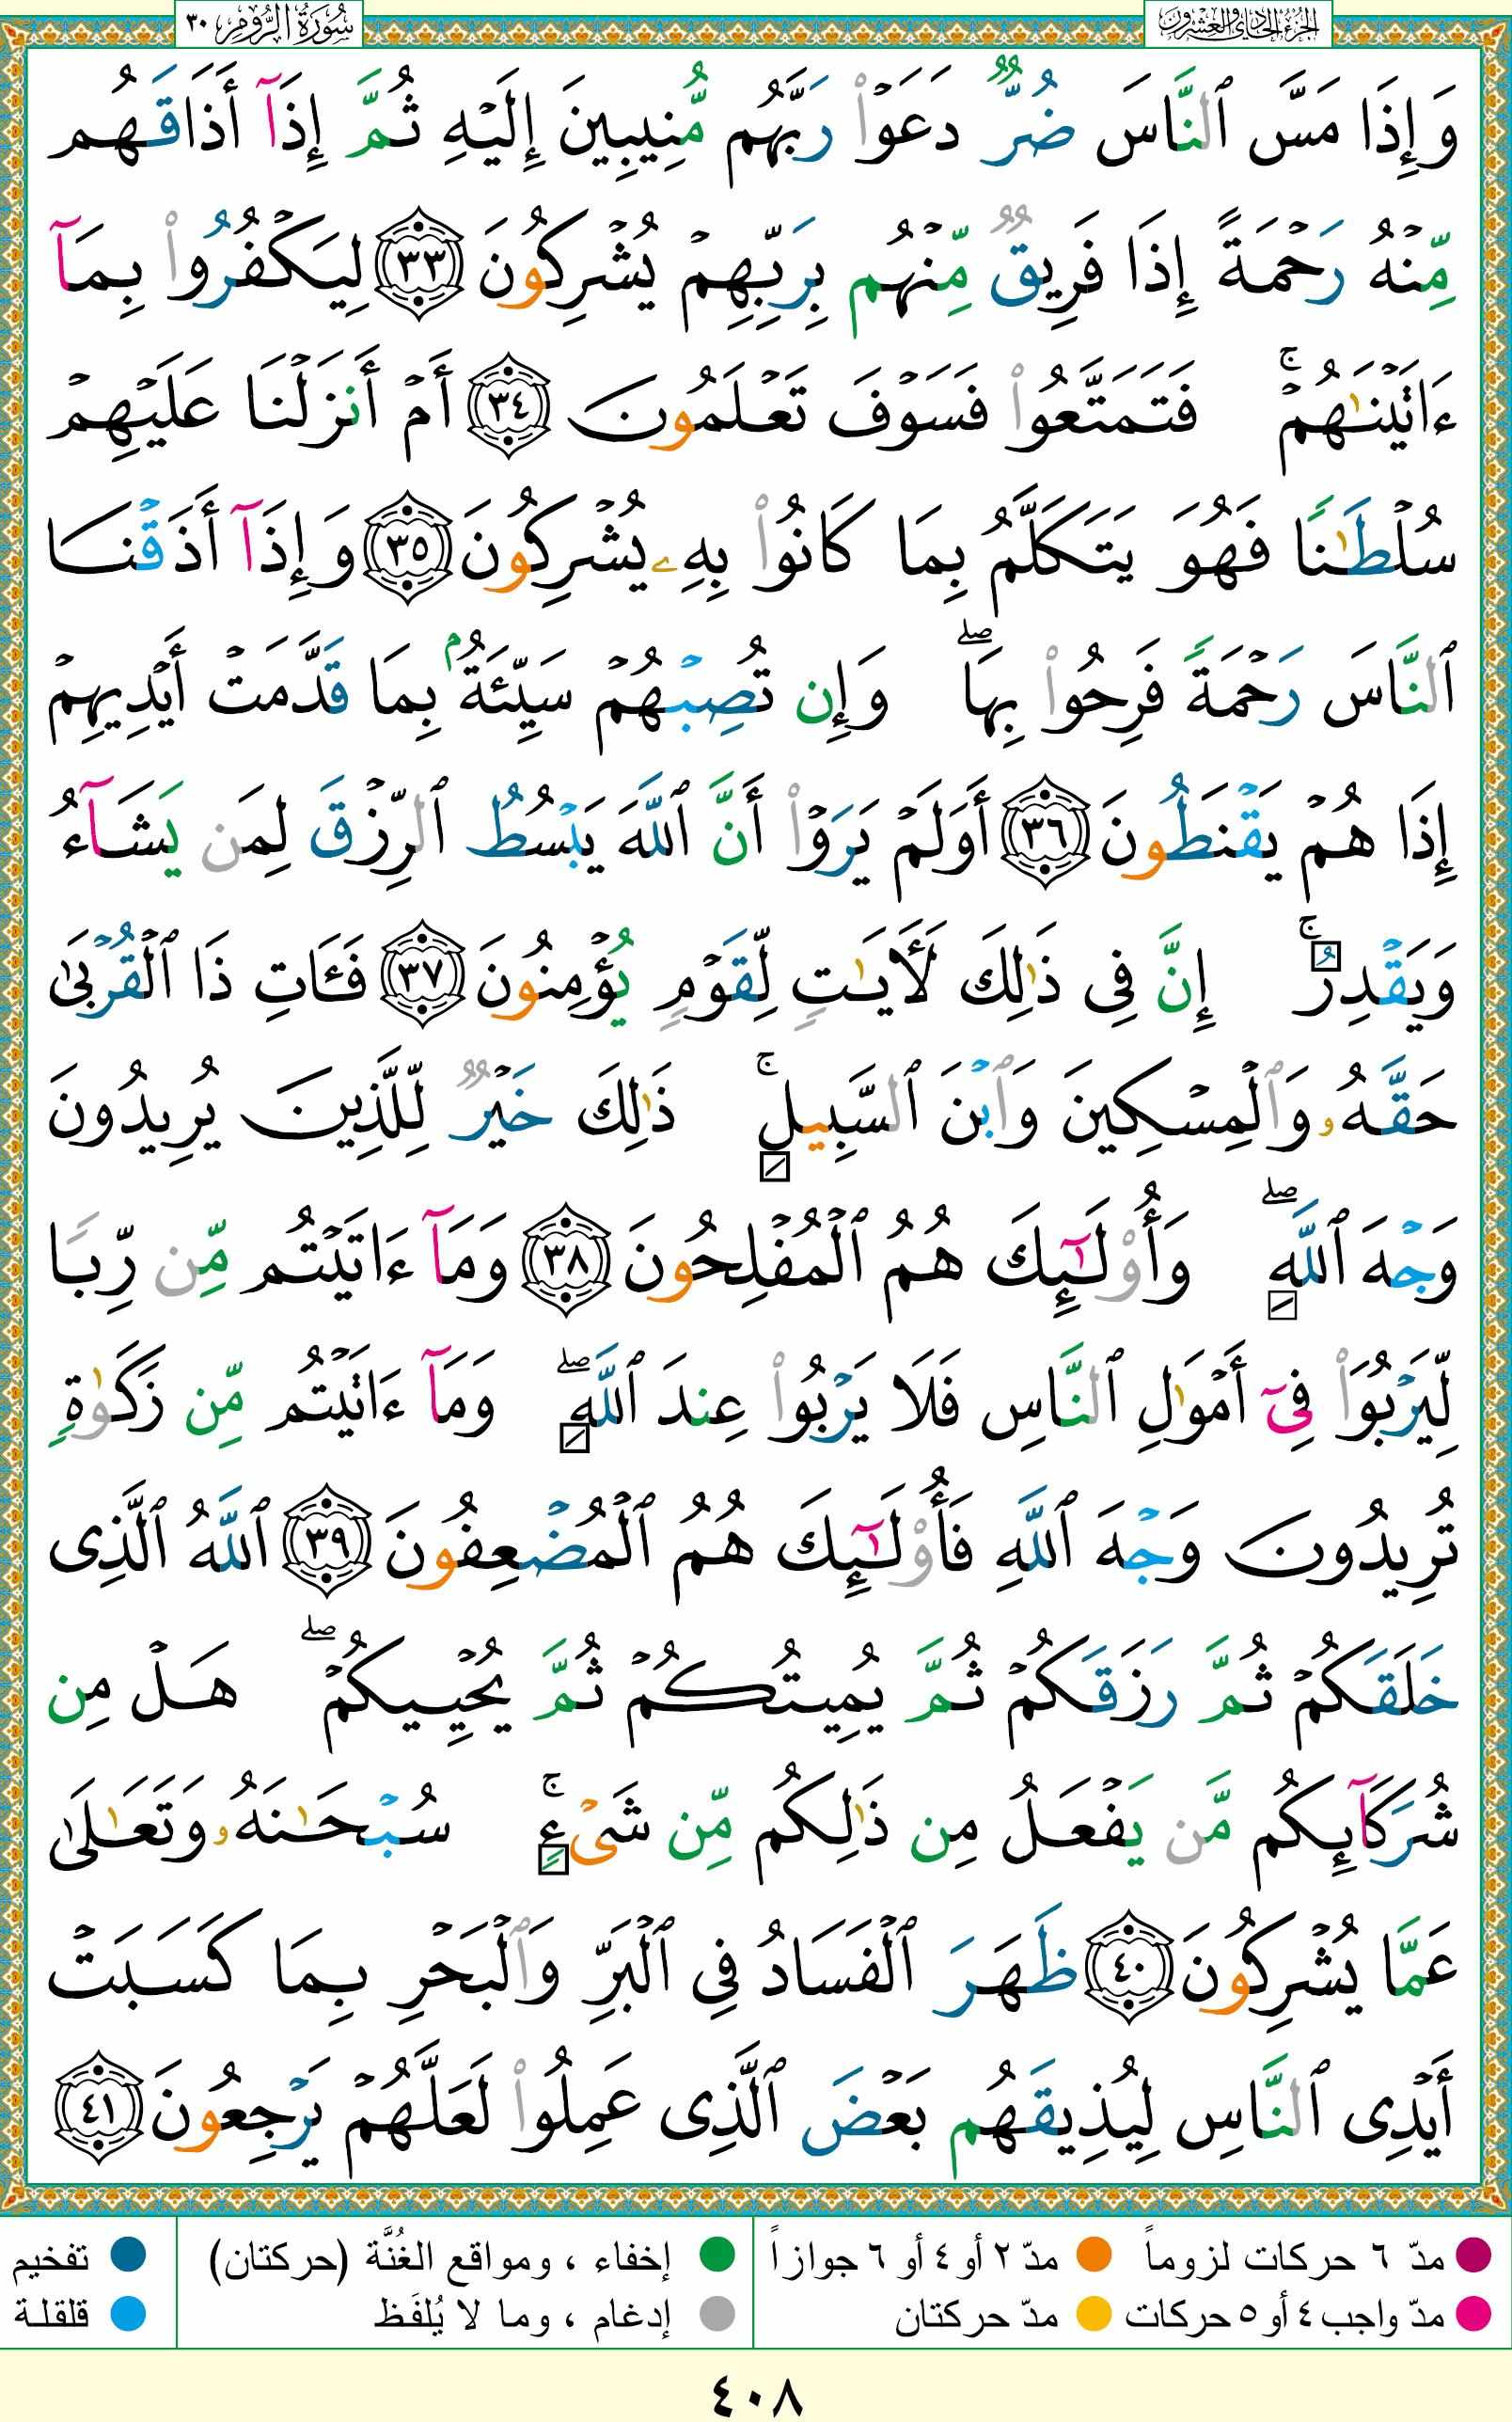 سُورَةُ الرُّومِ ٣٠
الجزء الحادي والعشرون
وَإِذَا مَسَّ ٱلنَّاسَ ضُرٌّ دَعَوْا۟ رَبَّهُم مُّنِيبِينَ إِلَيْهِ ثُمَّ إِذَآ أَذَاقَهُم
مِّنْهُ رَحْمَةً إِذَا فَرِيقٌ مِّنْهُم بِرَبِّهِمْ يُشْرِكُونَ ٣٣ لِيَكْفُرُوا۟ بِمَآ
ءَاتَيْنَٰهُمْ ۚ فَتَمَتَّعُوا۟ فَسَوْفَ تَعْلَمُونَ ٣٤ أَمْ أَنزَلْنَا عَلَيْهِمْ
سُلْطَٰنًا فَهُوَ يَتَكَلَّمُ بِمَا كَانُوا۟ بِهِۦ يُشْرِكُونَ ٣٥ وَإِذَآ أَذَقْنَا
ٱلنَّاسَ رَحْمَةً فَرِحُوا۟ بِهَا ۖ وَإِن تُصِبْهُمْ سَيِّئَةٌۢ بِمَا قَدَّمَتْ أَيْدِيهِمْ
إِذَا هُمْ يَقْنَطُونَ ٣٦ أَوَلَمْ يَرَوْا۟ أَنَّ ٱللَّهَ يَبْسُطُ ٱلرِّزْقَ لِمَن يَشَآءُ
وَيَقْدِرُ ۚ إِنَّ فِى ذَٰلِكَ لَءَايَٰتٍ لِّقَوْمٍ يُؤْمِنُونَ ٣٧ فَـَٔاتِ ذَا ٱلْقُرْبَىٰ
حَقَّهُۥ وَٱلْمِسْكِينَ وَٱبْنَ ٱلسَّبِيلِ ۚ ذَٰلِكَ خَيْرٌ لِّلَّذِينَ يُرِيدُونَ
وَجْهَ ٱللَّهِ ۖ وَأُو۟لَٰٓئِكَ هُمُ ٱلْمُفْلِحُونَ ٣٨ وَمَآ ءَاتَيْتُم مِّن رِّبًا
لِّيَرْبُوَا۟ فِىٓ أَمْوَٰلِ ٱلنَّاسِ فَلَا يَرْبُوا۟ عِندَ ٱللَّهِ ۖ وَمَآ ءَاتَيْتُم مِّن زَكَوٰةٍ
تُرِيدُونَ وَجْهَ ٱللَّهِ فَأُو۟لَٰٓئِكَ هُمُ ٱلْمُضْعِفُونَ ٣٩ ٱللَّهُ ٱلَّذِى
خَلَقَكُمْ ثُمَّ رَزَقَكُمْ ثُمَّ يُمِيتُكُمْ ثُمَّ يُحْيِيكُمْ ۖ هَلْ مِن
شُرَكَآئِكُم مَّن يَفْعَلُ مِن ذَٰلِكُم مِّن شَىْءٍ ۚ سُبْحَٰنَهُۥ وَتَعَٰلَىٰ
عَمَّا يُشْرِكُونَ ٤٠ ظَهَرَ ٱلْفَسَادُ فِى ٱلْبَرِّ وَٱلْبَحْرِ بِمَا كَسَبَتْ
أَيْدِى ٱلنَّاسِ لِيُذِيقَهُم بَعْضَ ٱلَّذِى عَمِلُوا۟ لَعَلَّهُمْ يَرْجِعُونَ ٤١
مدّ ٦ حركات لزوماً مدّ ٢ أو ٤ أو ٦ جوازاً إخفاء ، ومواقع الغُنَّة (حركتان) تفخيم
مدّ واجب ٤ أو ٥ حركات مدّ حركتان إدغام ، وما لا يُلفَظ قلقلة
٤٠٨